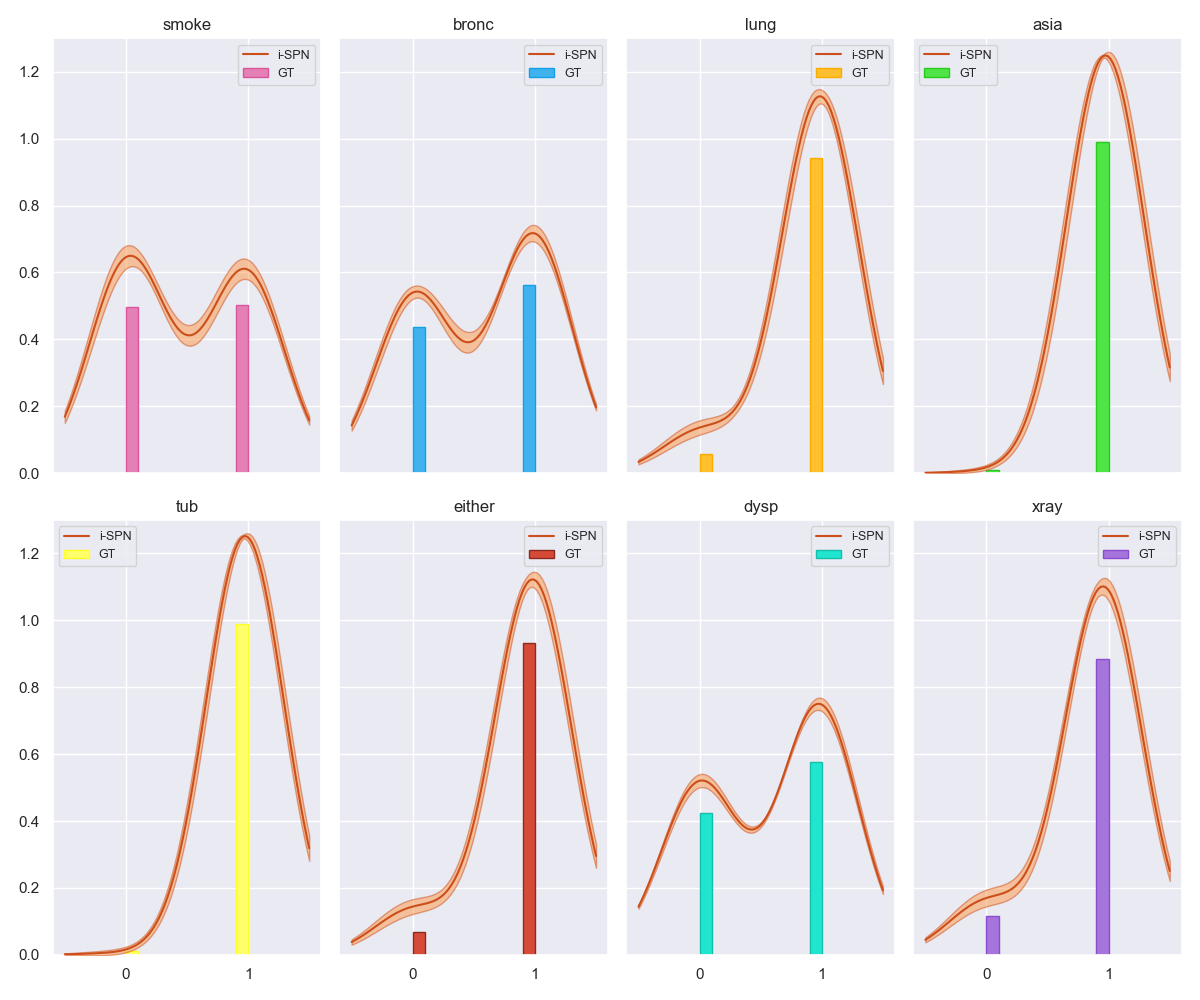 smoke
bronc
lung
asia
i-SPN
GT
i-SPN
GT
i-SPN
GT
i-SPN
GT
1.2
1.0
0.8
0.6
0.4
0.2
0.0
tub
either
dysp
xray
i-SPN
GT
i-SPN
GT
i-SPN
GT
i-SPN
GT
1.2
1.0
0.8
0.6
0.4
0.2
0.0
0 1
0 1
0 1
0 1